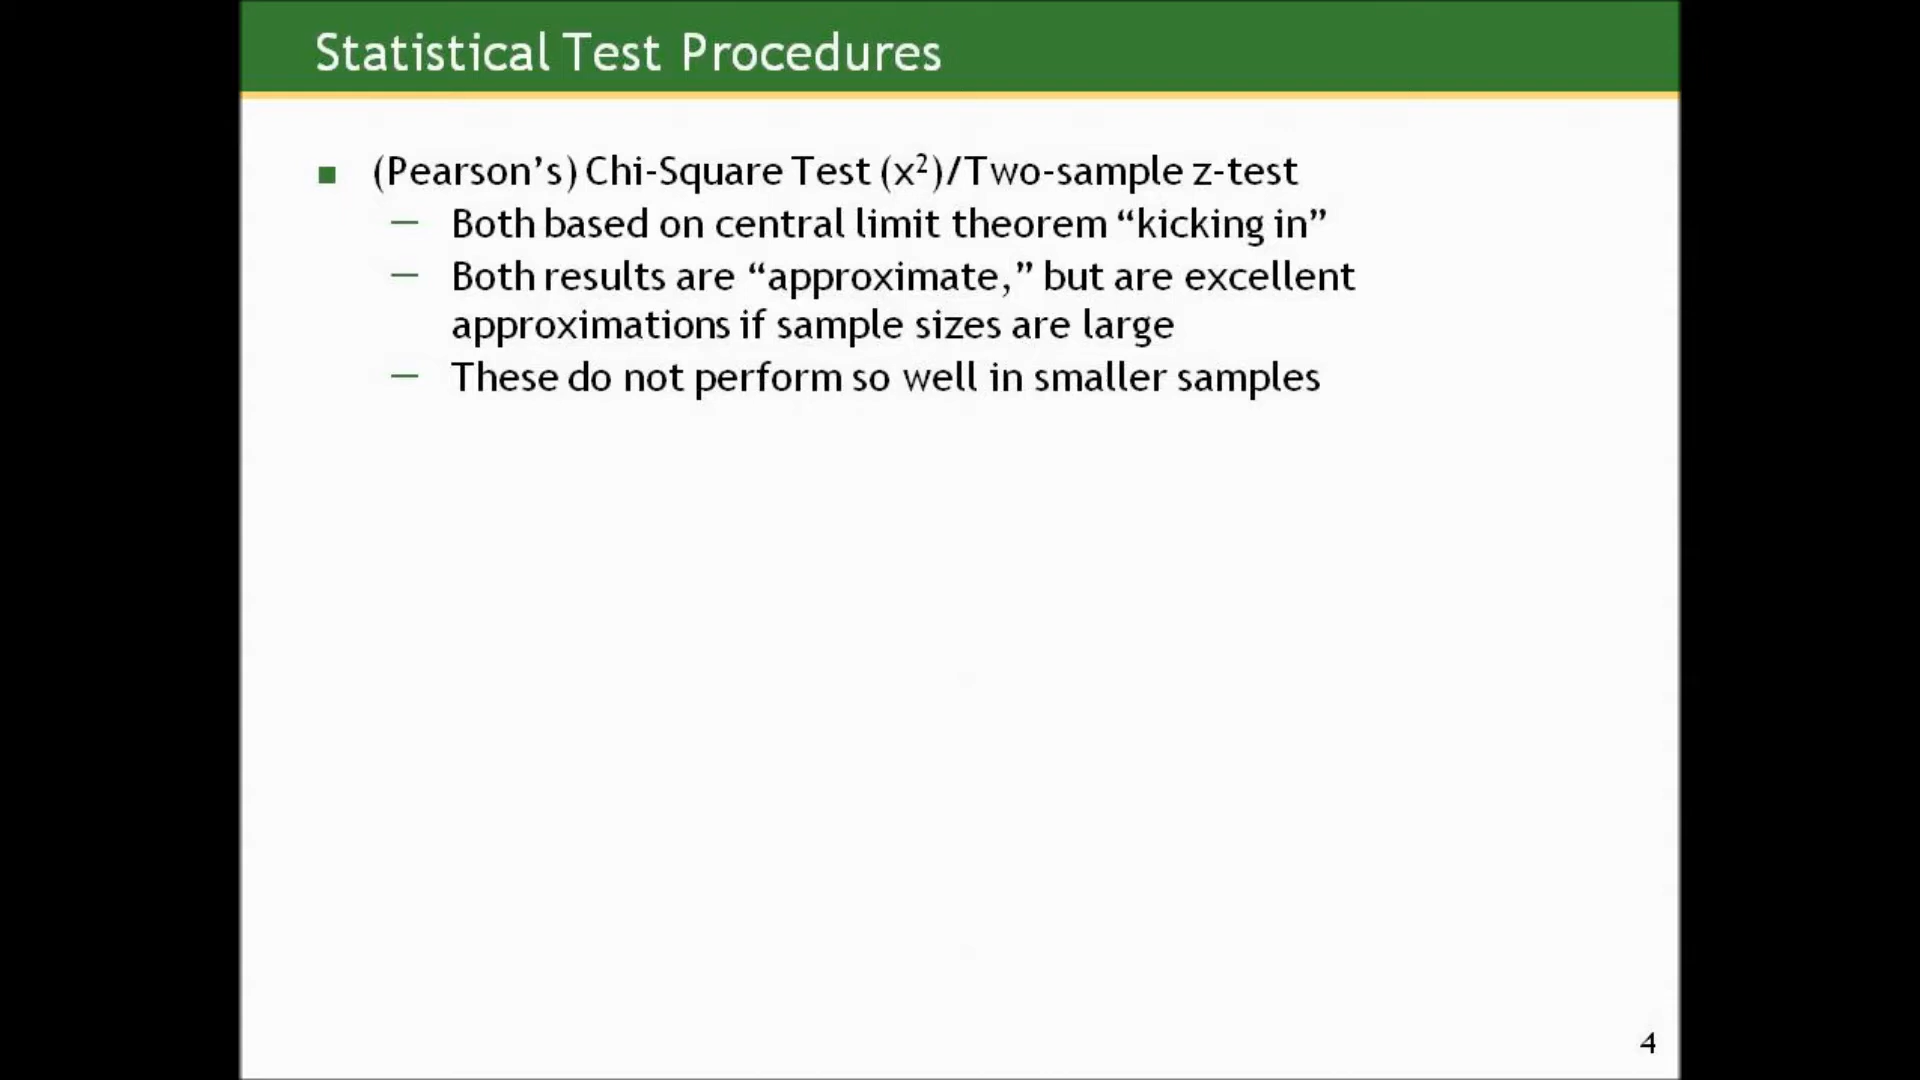 Statistical Test Procedures
(Pearson’s) Chi-Square Test (x²)/Two-sample z-test
— Both based on central limit theorem “kicking in”
— Both results are “approximate,” but are excellent
approximations if sample sizes are large
— These do not perform so well in smaller samples
4